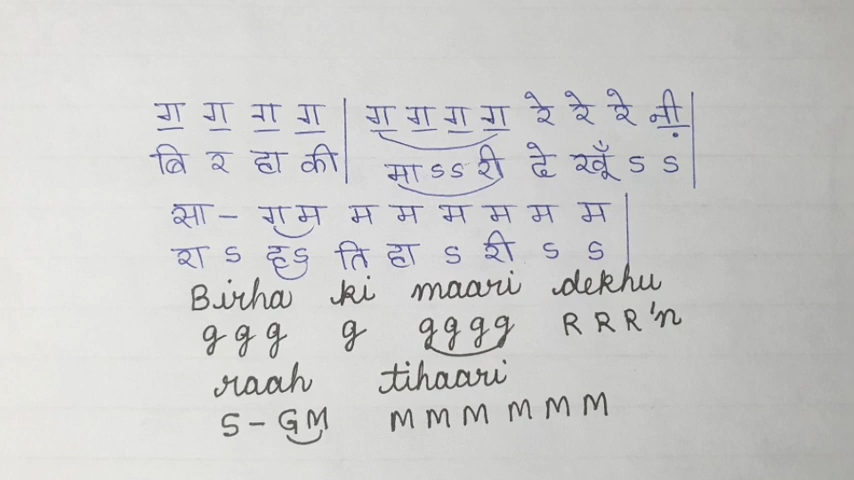 ग॒ ग॒ ग॒ ग॒ | ग॒ ग॒ ग॒ ग॒ रे रे रे नी़॒ |
बि र हा की | मा ऽ ऽ री दे खूँ ऽ ऽ |
सा – ग म म म म म म म |
रा ऽ ह ऽ ति हा ऽ री ऽ ऽ |
Birha ki maari dekhu
g g g g g g g g R R R 'n
raah tihaari
S – G M M M M M M M